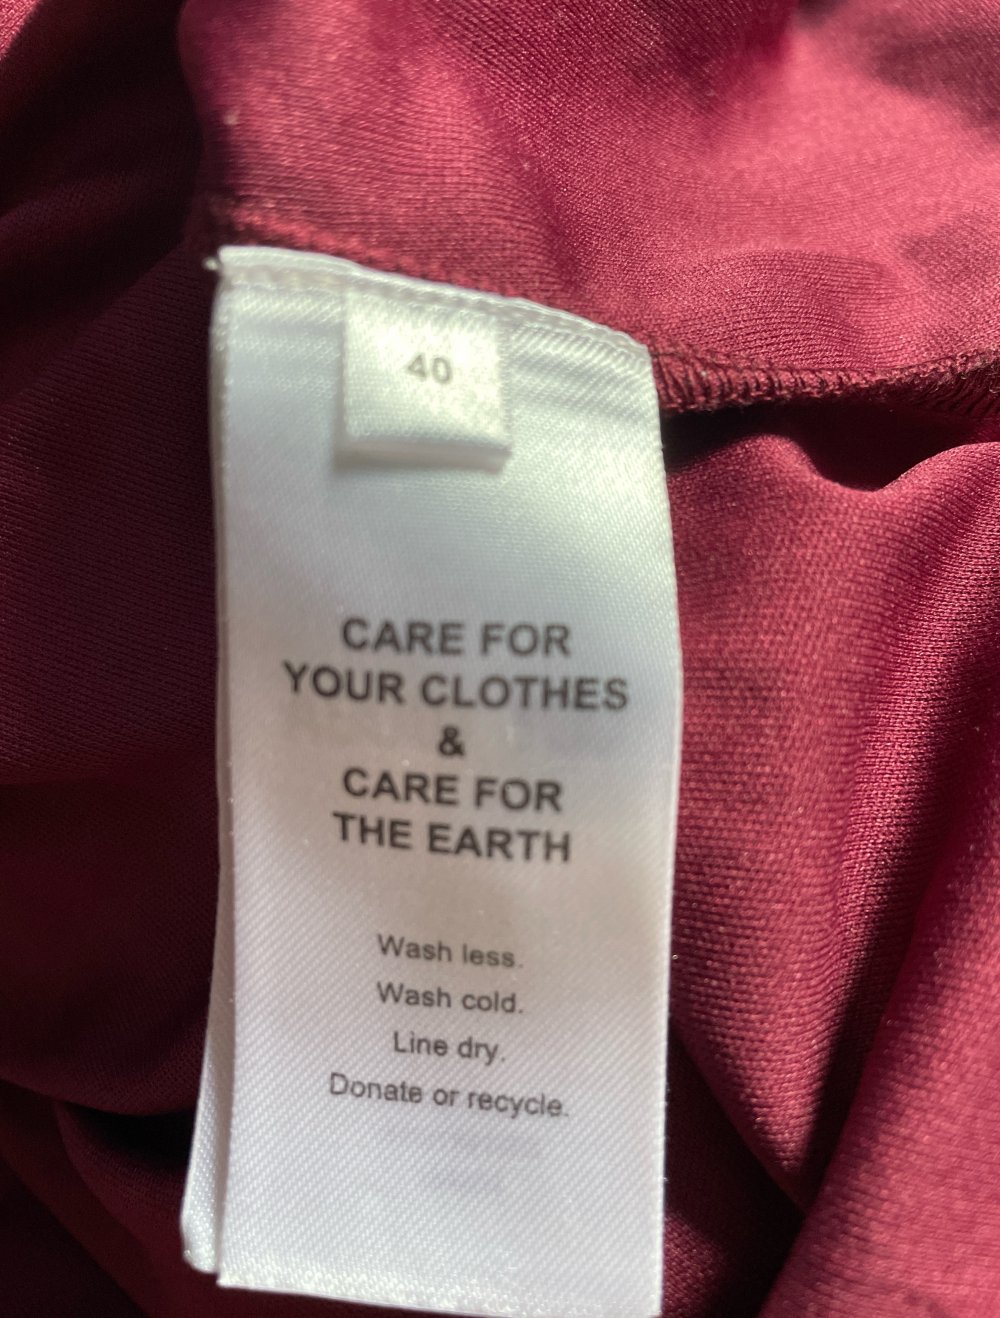 40
CARE FOR
YOUR CLOTHES
&
CARE FOR
THE EARTH
Wash less.
Wash cold.
Line dry.
Donate or recycle.